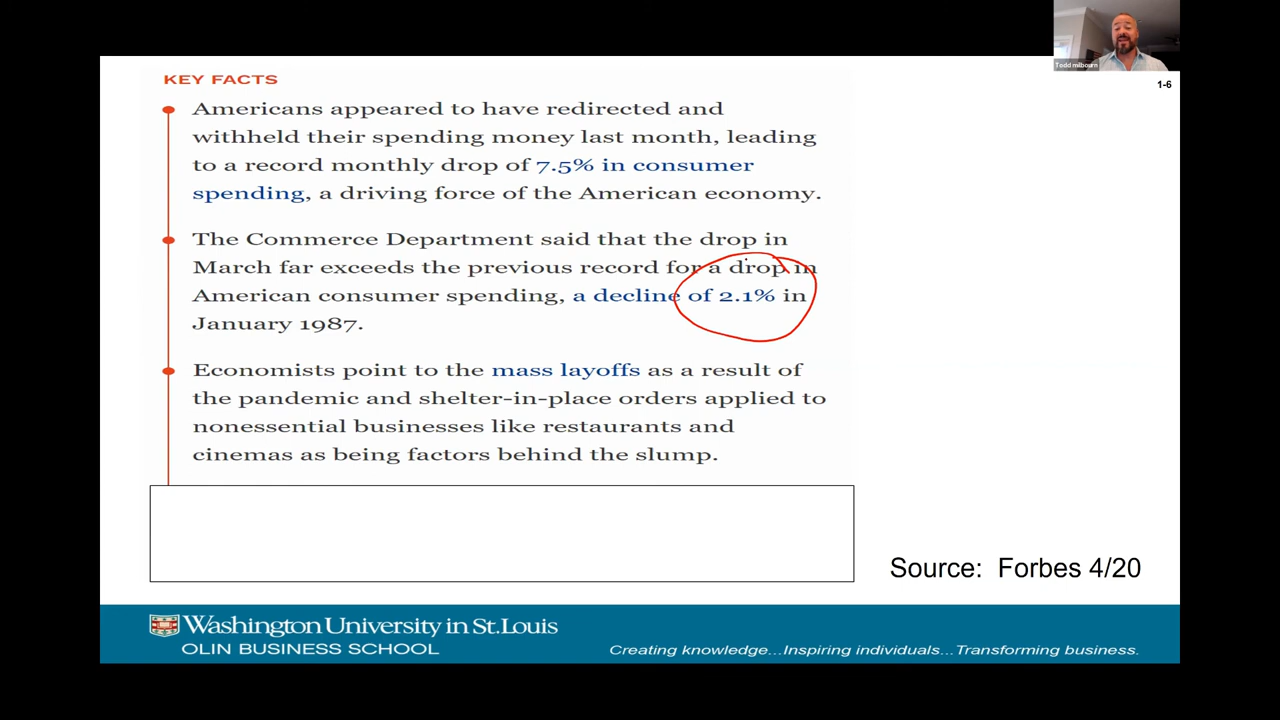 Todd milbourn
1-6
KEY FACTS
Americans appeared to have redirected and
withheld their spending money last month, leading
to a record monthly drop of 7.5% in consumer
spending, a driving force of the American economy.
The Commerce Department said that the drop in
March far exceeds the previous record for a drop in
American consumer spending, a decline of 2.1% in
January 1987.
Economists point to the mass layoffs as a result of
the pandemic and shelter-in-place orders applied to
nonessential businesses like restaurants and
cinemas as being factors behind the slump.
Source: Forbes 4/20
Washington University in St. Louis
OLIN BUSINESS SCHOOL
Creating knowledge...Inspiring individuals...Transforming business.